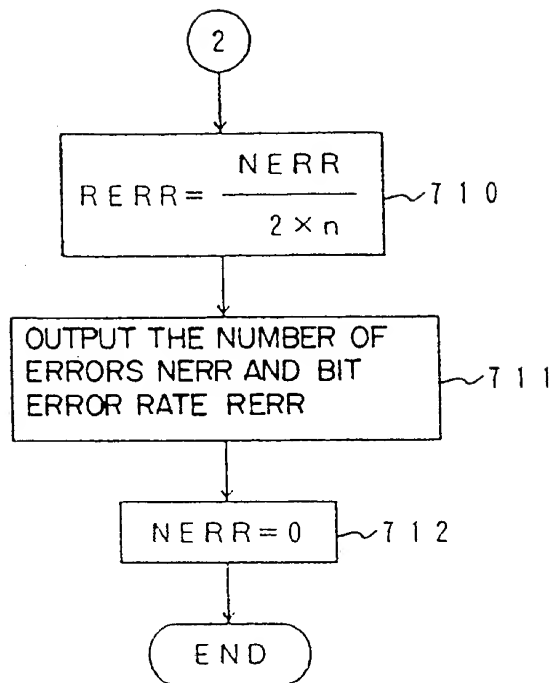 2
NERR
RERR=
2×n
710
OUTPUT THE NUMBER OF
ERRORS NERR AND BIT
ERROR RATE RERR
711
NERR=0
712
END